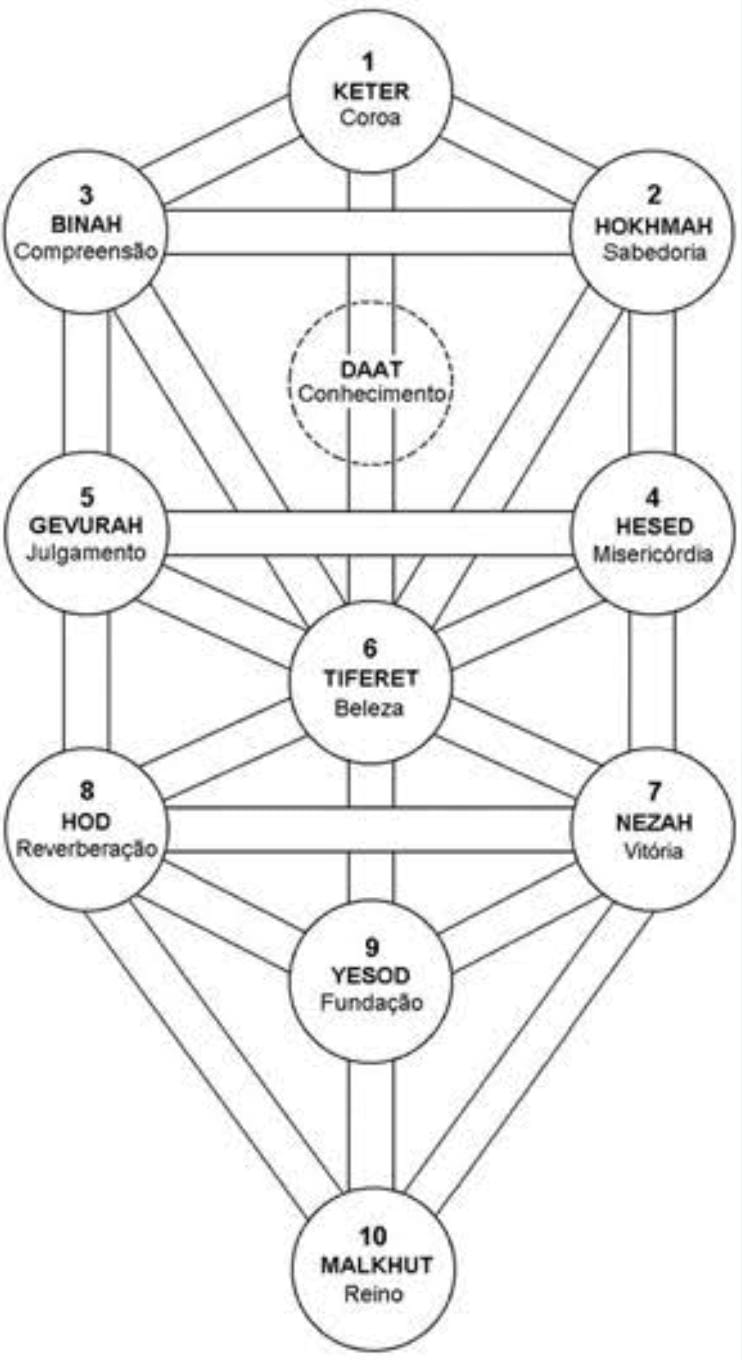 1
KETER
Coroa
3
BINAH
Compreensão
2
HOKHMAH
Sabedoria
DAAT
Conhecimento
5
GEVURAH
Julgamento
4
HESED
Misericórdia
6
TIFERET
Beleza
8
HOD
Reverberação
7
NEZAH
Vitória
9
YESOD
Fundação
10
MALKHUT
Reino